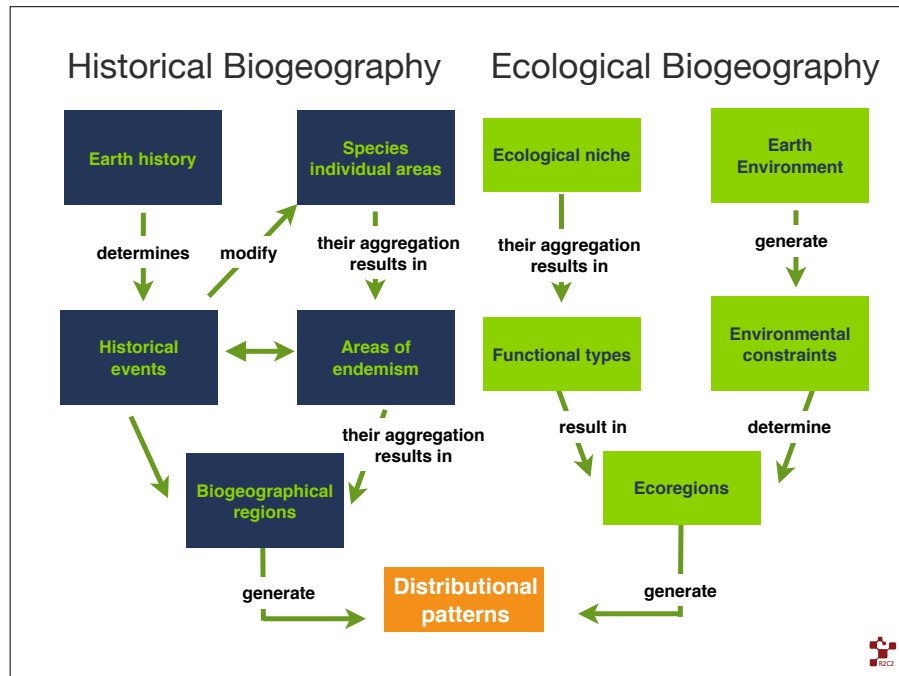 Historical Biogeography
Earth history
Species
individual areas
determines
modify
their aggregation
results in
Historical
events
Areas of
endemism
their aggregation
results in
Biogeographical
regions
generate
Ecological Biogeography
Ecological niche
Earth
Environment
their aggregation
results in
generate
Functional types
Environmental
constraints
result in
determine
Ecoregions
generate
Distributional
patterns
R2C2